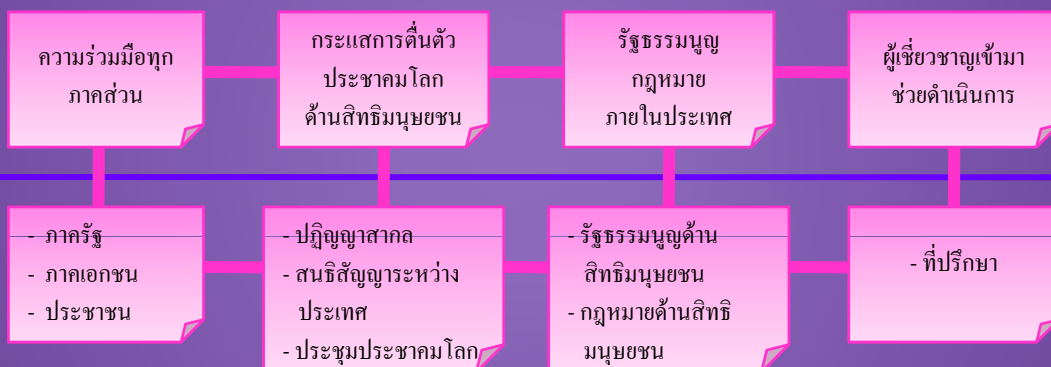 ความร่วมมือทุก
ภาคส่วน
กระแสการตื่นตัว
ประชาคมโลก
ด้านสิทธิมนุษยชน
รัฐธรรมนูญ
กฎหมาย
ภายในประเทศ
ผู้เชี่ยวชาญเข้ามา
ช่วยดำเนินการ
- ภาครัฐ
- ภาคเอกชน
- ประชาชน
- ปฏิญญาสากล
- สนธิสัญญาระหว่าง
ประเทศ
- ประชุมประชาคมโลก
- รัฐธรรมนูญด้าน
สิทธิมนุษยชน
- กฎหมายด้านสิทธิ
มนุษยชน
- ที่ปรึกษา